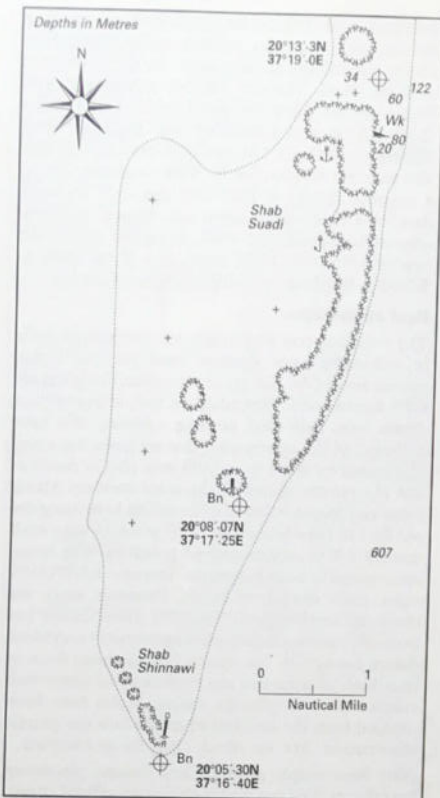 Depths in Metres
N
20°13'·3N
37°19'·0E
34
60
122
Wk
80
20
Shab
Suadi
Bn
20°08'·07N
37°17'·25E
607
Shab
Shinnawi
0 1
Nautical Mile
Bn
20°05'·30N
37°16'·40E